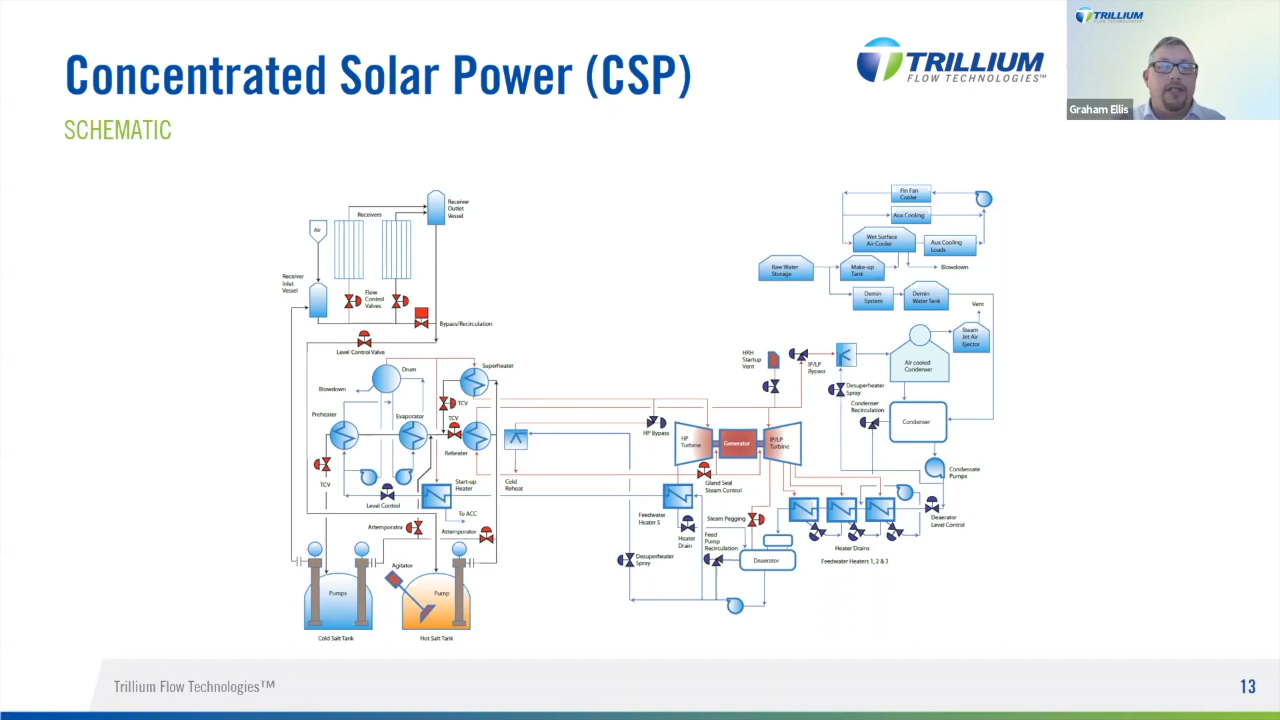 TRILLIUM
FLOW TECHNOLOGIES
Graham Ellis
Concentrated Solar Power (CSP)
TRILLIUM
FLOW TECHNOLOGIES™
SCHEMATIC
Receiver
Outlet
Vessel
Receivers
Air
Receiver
Inlet
Vessel
Flow
Control
Valves
Bypass/Recirculation
Level Control Valve
Drum
Superheater
Blowdown
TCV
Preheater
Evaporator
TCV
Reheater
TCV
Level Control
Start-up
Heater
To ACC
Cold
Reheat
Attemporator
Attemporator
Agitator
Pumps
Pump
Cold Salt Tank
Hot Salt Tank
Fin Fan
Cooler
Aux Cooling
Wet Surface
Air Cooler
Aux Cooling
Loads
Raw Water
Storage
Make-up
Tank
Blowdown
Demin
System
Demin
Water Tank
Vent
Steam
Jet Air
Ejector
HRH
Startup
Vent
IP/LP
Bypass
Air cooled
Condenser
Desuperheater
Spray
Condenser
Recirculation
Condenser
HP Bypass
HP
Turbine
Generator
IP/LP
Turbine
Condensate
Pumps
Gland Seal
Steam Control
Feedwater
Heater 5
Heater
Drain
Steam Pegging
Feed
Pump
Recirculation
Deaerator
Level Control
Heater Drains
Feedwater Heaters 1, 2 & 3
Desuperheater
Spray
Deaerator
Trillium Flow Technologies™
13